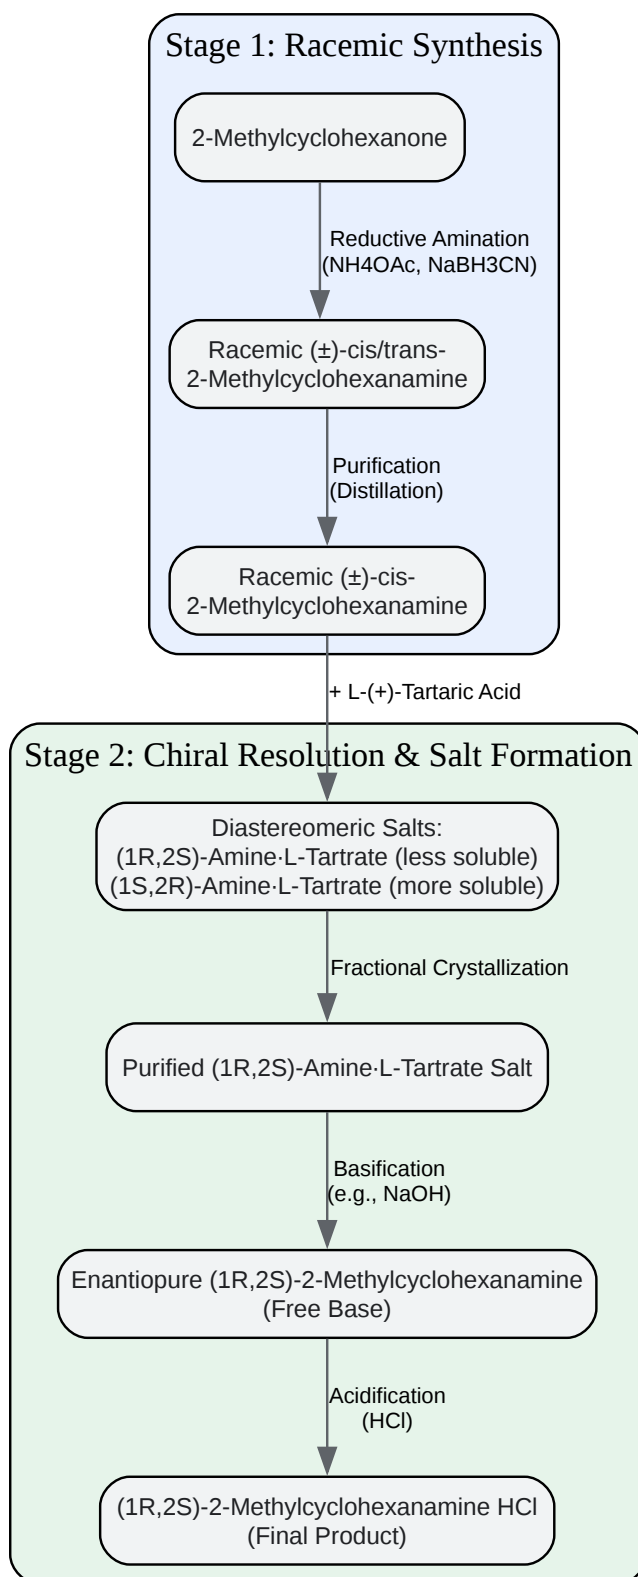 Stage 1: Racemic Synthesis
2-Methylcyclohexanone
Reductive Amination
(NH4OAc, NaBH3CN)
Racemic (±)-cis/trans-
2-Methylcyclohexanamine
Purification
(Distillation)
Racemic (±)-cis-
2-Methylcyclohexanamine
+ L-(+)-Tartaric Acid
Stage 2: Chiral Resolution & Salt Formation
Diastereomeric Salts:
(1R,2S)-Amine·L-Tartrate (less soluble)
(1S,2R)-Amine·L-Tartrate (more soluble)
Fractional Crystallization
Purified (1R,2S)-Amine·L-Tartrate Salt
Basification
(e.g., NaOH)
Enantiopure (1R,2S)-2-Methylcyclohexanamine
(Free Base)
Acidification
(HCl)
(1R,2S)-2-Methylcyclohexanamine HCl
(Final Product)